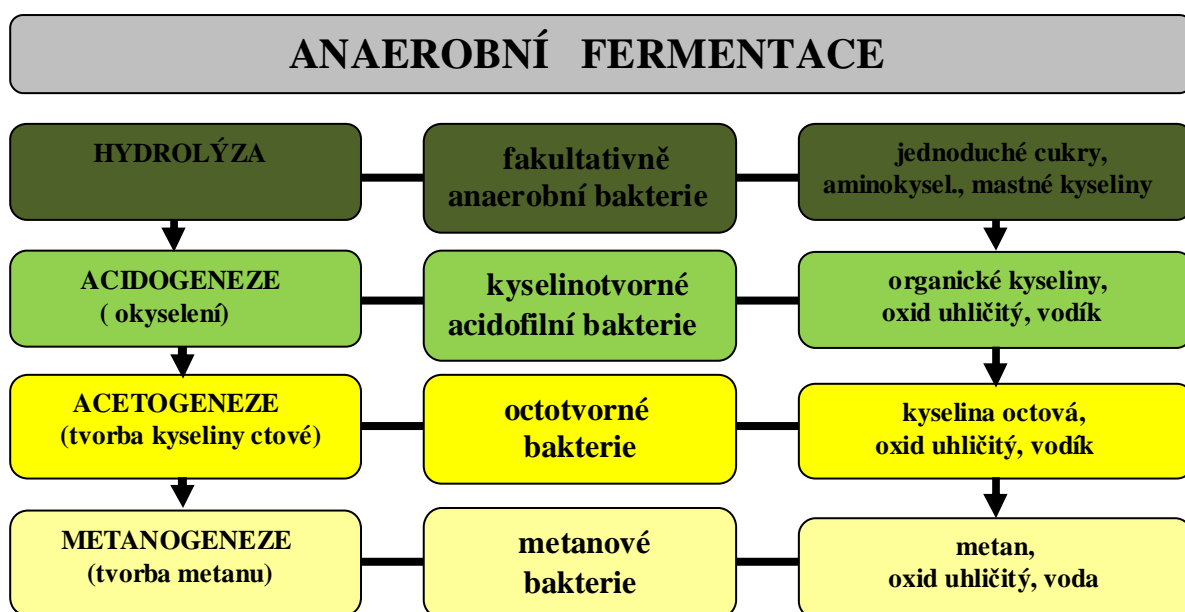 ANAEROBNÍ FERMENTACE
HYDROLÝZA
fakultativně
anaerobní bakterie
jednoduché cukry,
aminokysel., mastné kyseliny
ACIDOGENEZE
( okyselení)
kyselinotvorné
acidofilní bakterie
organické kyseliny,
oxid uhličitý, vodík
ACETOGENEZE
(tvorba kyseliny ctové)
octotvorné
bakterie
kyselina octová,
oxid uhličitý, vodík
METANOGENEZE
(tvorba metanu)
metanové
bakterie
metan,
oxid uhličitý, voda